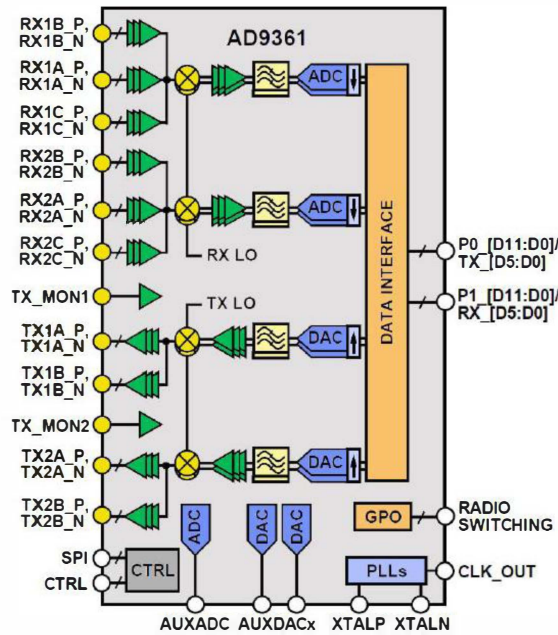 AD9361
RX1B_P,
RX1B_N
RX1A_P,
RX1A_N
RX1C_P,
RX1C_N
RX2B_P,
RX2B_N
RX2A_P,
RX2A_N
RX2C_P,
RX2C_N
TX_MON1
TX1A_P,
TX1A_N
TX1B_P,
TX1B_N
TX_MON2
TX2A_P,
TX2A_N
TX2B_P,
TX2B_N
SPI
CTRL
CTRL
ADC
ADC
RX LO
TX LO
DAC
DAC
DATA INTERFACE
P0_[D11:D0]/
TX_[D5:D0]
P1_[D11:D0]/
RX_[D5:D0]
GPO
RADIO
SWITCHING
ADC
DAC
DAC
PLLs
CLK_OUT
AUXADC
AUXDACx
XTALP
XTALN